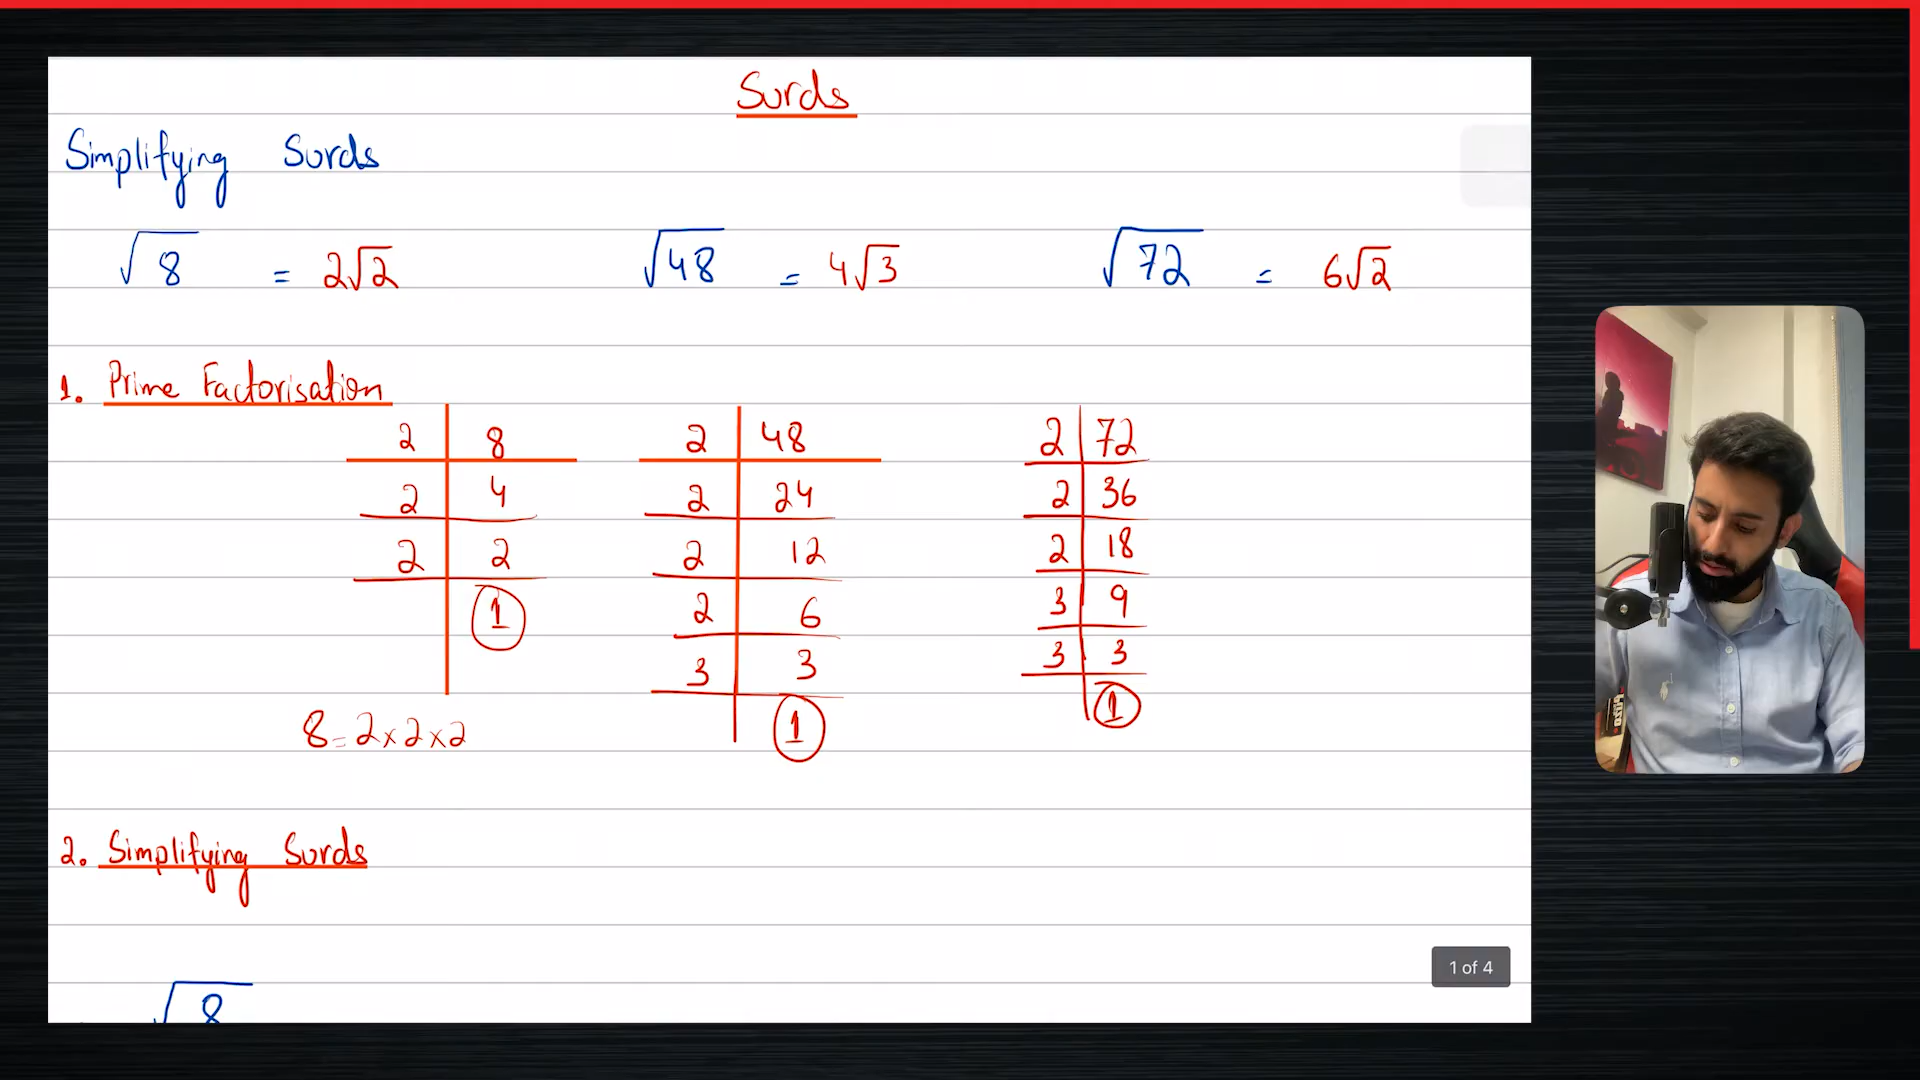 Surds
Simplifying Surds
√8 = 2√2 √48 = 4√3 √72 = 6√2
1. Prime Factorisation
2 | 8
2 | 4
2 | 2
1
8 = 2 × 2 × 2
2 | 48
2 | 24
2 | 12
2 | 6
3 | 3
1
2 | 72
2 | 36
2 | 18
3 | 9
3 | 3
1
2. Simplifying Surds
√8
1 of 4